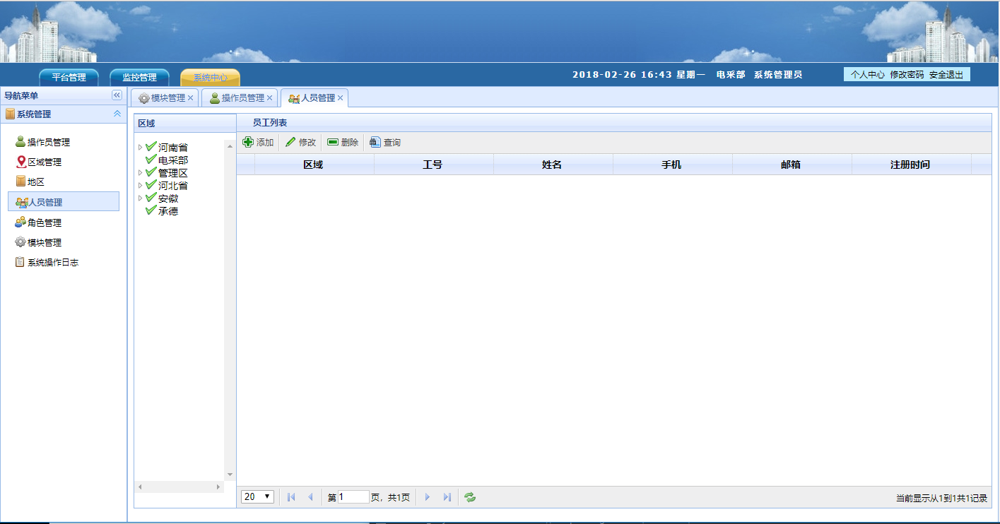 平台管理 监控管理 系统中心 2018-02-26 16:43 星期一 电采部 系统管理员 个人中心 修改密码 安全退出
导航菜单 模块管理 操作员管理 人员管理
系统管理
操作员管理
区域管理
地区
人员管理
角色管理
模块管理
系统操作日志
区域
河南省
电采部
管理区
河北省
安徽
承德
员工列表
添加 修改 删除 查询
区域 工号 姓名 手机 邮箱 注册时间
20 第 1 页, 共1页 当前显示从1到1共1记录